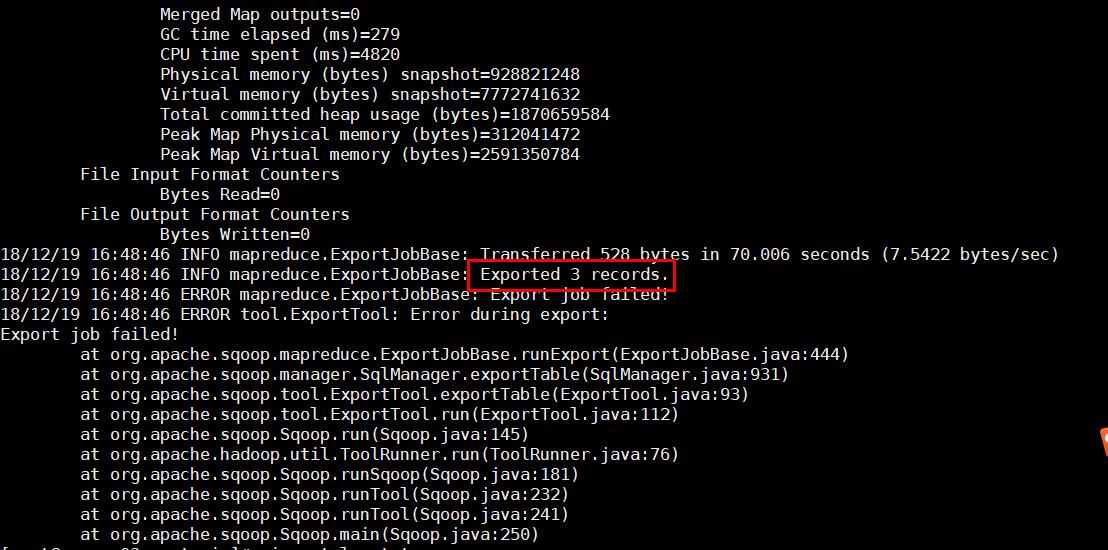 Merged Map outputs=0
GC time elapsed (ms)=279
CPU time spent (ms)=4820
Physical memory (bytes) snapshot=928821248
Virtual memory (bytes) snapshot=7772741632
Total committed heap usage (bytes)=1870659584
Peak Map Physical memory (bytes)=312041472
Peak Map Virtual memory (bytes)=2591350784
File Input Format Counters
Bytes Read=0
File Output Format Counters
Bytes Written=0
18/12/19 16:48:46 INFO mapreduce.ExportJobBase: Transferred 528 bytes in 70.006 seconds (7.5422 bytes/sec)
18/12/19 16:48:46 INFO mapreduce.ExportJobBase: Exported 3 records.
18/12/19 16:48:46 ERROR mapreduce.ExportJobBase: Export job failed!
18/12/19 16:48:46 ERROR tool.ExportTool: Error during export:
Export job failed!
at org.apache.sqoop.mapreduce.ExportJobBase.runExport(ExportJobBase.java:444)
at org.apache.sqoop.manager.SqlManager.exportTable(SqlManager.java:931)
at org.apache.sqoop.tool.ExportTool.exportTable(ExportTool.java:93)
at org.apache.sqoop.tool.ExportTool.run(ExportTool.java:112)
at org.apache.sqoop.Sqoop.run(Sqoop.java:145)
at org.apache.hadoop.util.ToolRunner.run(ToolRunner.java:76)
at org.apache.sqoop.Sqoop.runSqoop(Sqoop.java:181)
at org.apache.sqoop.Sqoop.runTool(Sqoop.java:232)
at org.apache.sqoop.Sqoop.runTool(Sqoop.java:241)
at org.apache.sqoop.Sqoop.main(Sqoop.java:250)